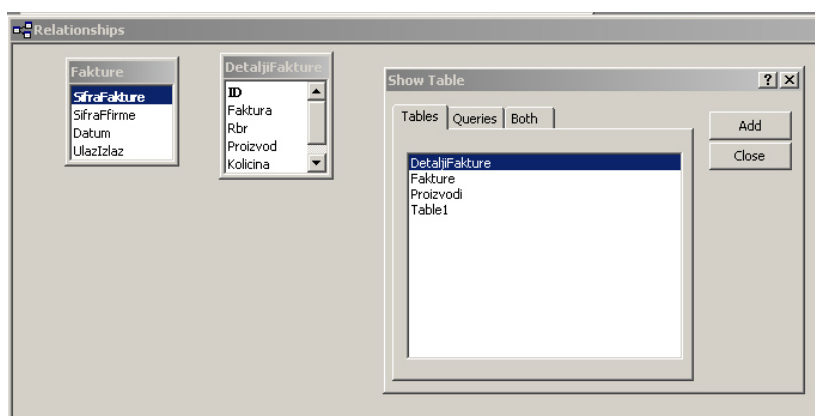 Relationships
Fakture
SifraFakture
SifraFfirme
Datum
UlazIzlaz
DetaljiFakture
ID
Faktura
Rbr
Proizvod
Kolicina
Show Table
Tables Queries Both
DetaljiFakture
Fakture
Proizvodi
Table1
Add
Close